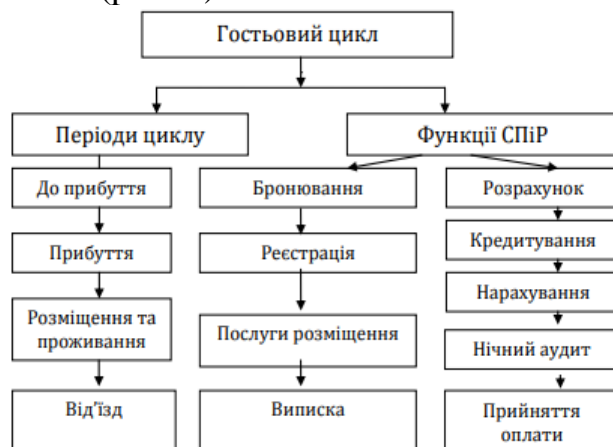 Гостьовий цикл
Періоди циклу
Функції СПіР
До прибуття
Бронювання
Розрахунок
Прибуття
Реєстрація
Кредитування
Нарахування
Розміщення та
проживання
Послуги розміщення
Нічний аудит
Від’їзд
Виписка
Прийняття
оплати